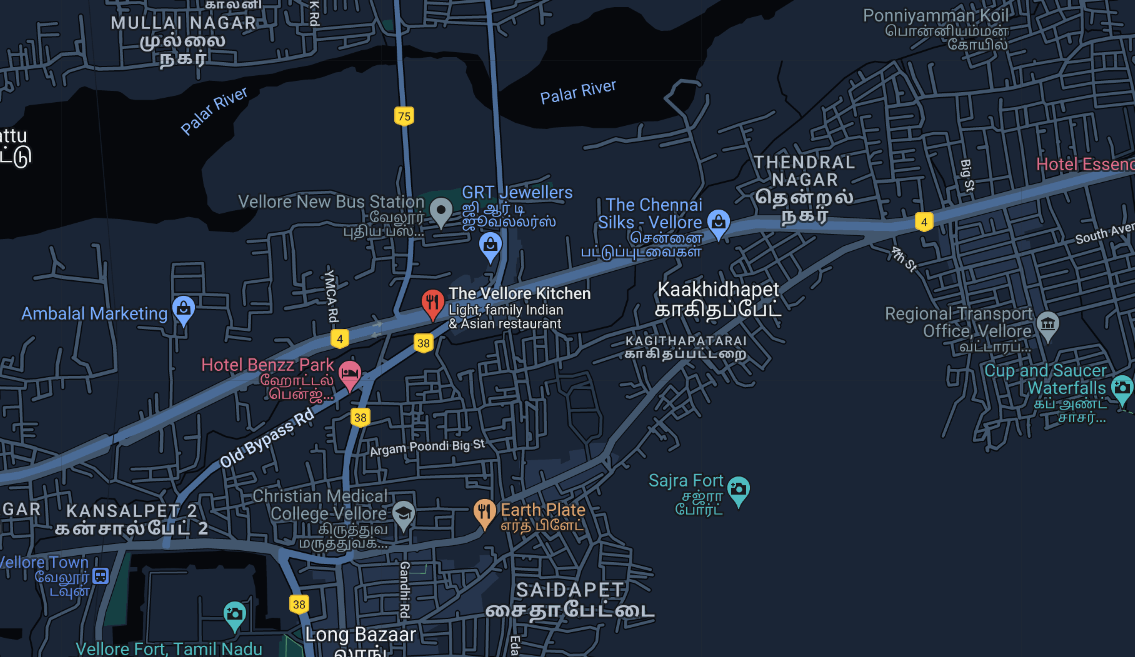 காலனி
MULLAI NAGAR
முல்லை
நகர்
K Rd
Ponniyamman Koil
பொன்னியம்மன்
கோயில்
Palar River
Palar River
75
attu
ட்டு
THENDRAL
NAGAR
தென்றல்
நகர்
Big St
Hotel Essenc
GRT Jewellers
ஜி ஆர் டி
ஜூவல்லர்ஸ்
Vellore New Bus Station
வேலூர்
புதிய பஸ்...
The Chennai
Silks - Vellore
சென்னை
பட்டுப்புடவைகள்
4
South Aven
4th St
YMCA Rd
The Vellore Kitchen
Light, family Indian
& Asian restaurant
Kaakhidhapet
காகிதப்பேட்
Ambalal Marketing
Regional Transport
Office, Vellore
வட்டாரப்...
4
38
KAGITHAPATARAI
காகிதப்பட்டறை
Hotel Benzz Park
ஹோட்டல்
பென்ஜ்...
Cup and Saucer
Waterfalls
கப் அண்ட்
சாசர்...
38
Old Bypass Rd
Argam Poondi Big St
Sajra Fort
சஜ்ரா
போர்ட்
Christian Medical
College Vellore
கிருத்துவ
மருத்துவக்...
Earth Plate
எர்த் பிளேட்
GAR
KANSALPET 2
கன்சால்பேட் 2
Vellore Town
வேலூர்
டவுன்
Gandhi Rd
SAIDAPET
சைதாபேட்டை
38
Long Bazaar
லாங்
Eda
Vellore Fort, Tamil Nadu